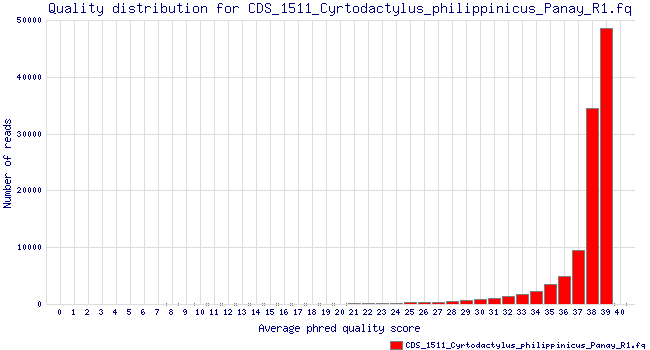 Quality distribution for CDS_1511_Cyrtodactylus_philippinicus_Panay_R1.fq
50000
40000
30000
20000
10000
0
Number of reads
0 1 2 3 4 5 6 7 8 9 10 11 12 13 14 15 16 17 18 19 20 21 22 23 24 25 26 27 28 29 30 31 32 33 34 35 36 37 38 39 40
Average phred quality score
CDS_1511_Cyrtodactylus_philippinicus_Panay_R1.fq